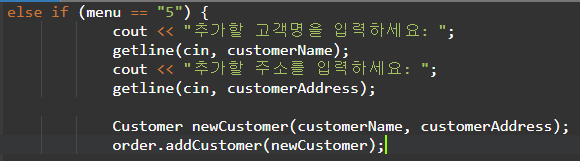 else if (menu == "5") {
cout << "추가할 고객명을 입력하세요: ";
getline(cin, customerName);
cout << "추가할 주소를 입력하세요: ";
getline(cin, customerAddress);
Customer newCustomer(customerName, customerAddress);
order.addCustomer(newCustomer);